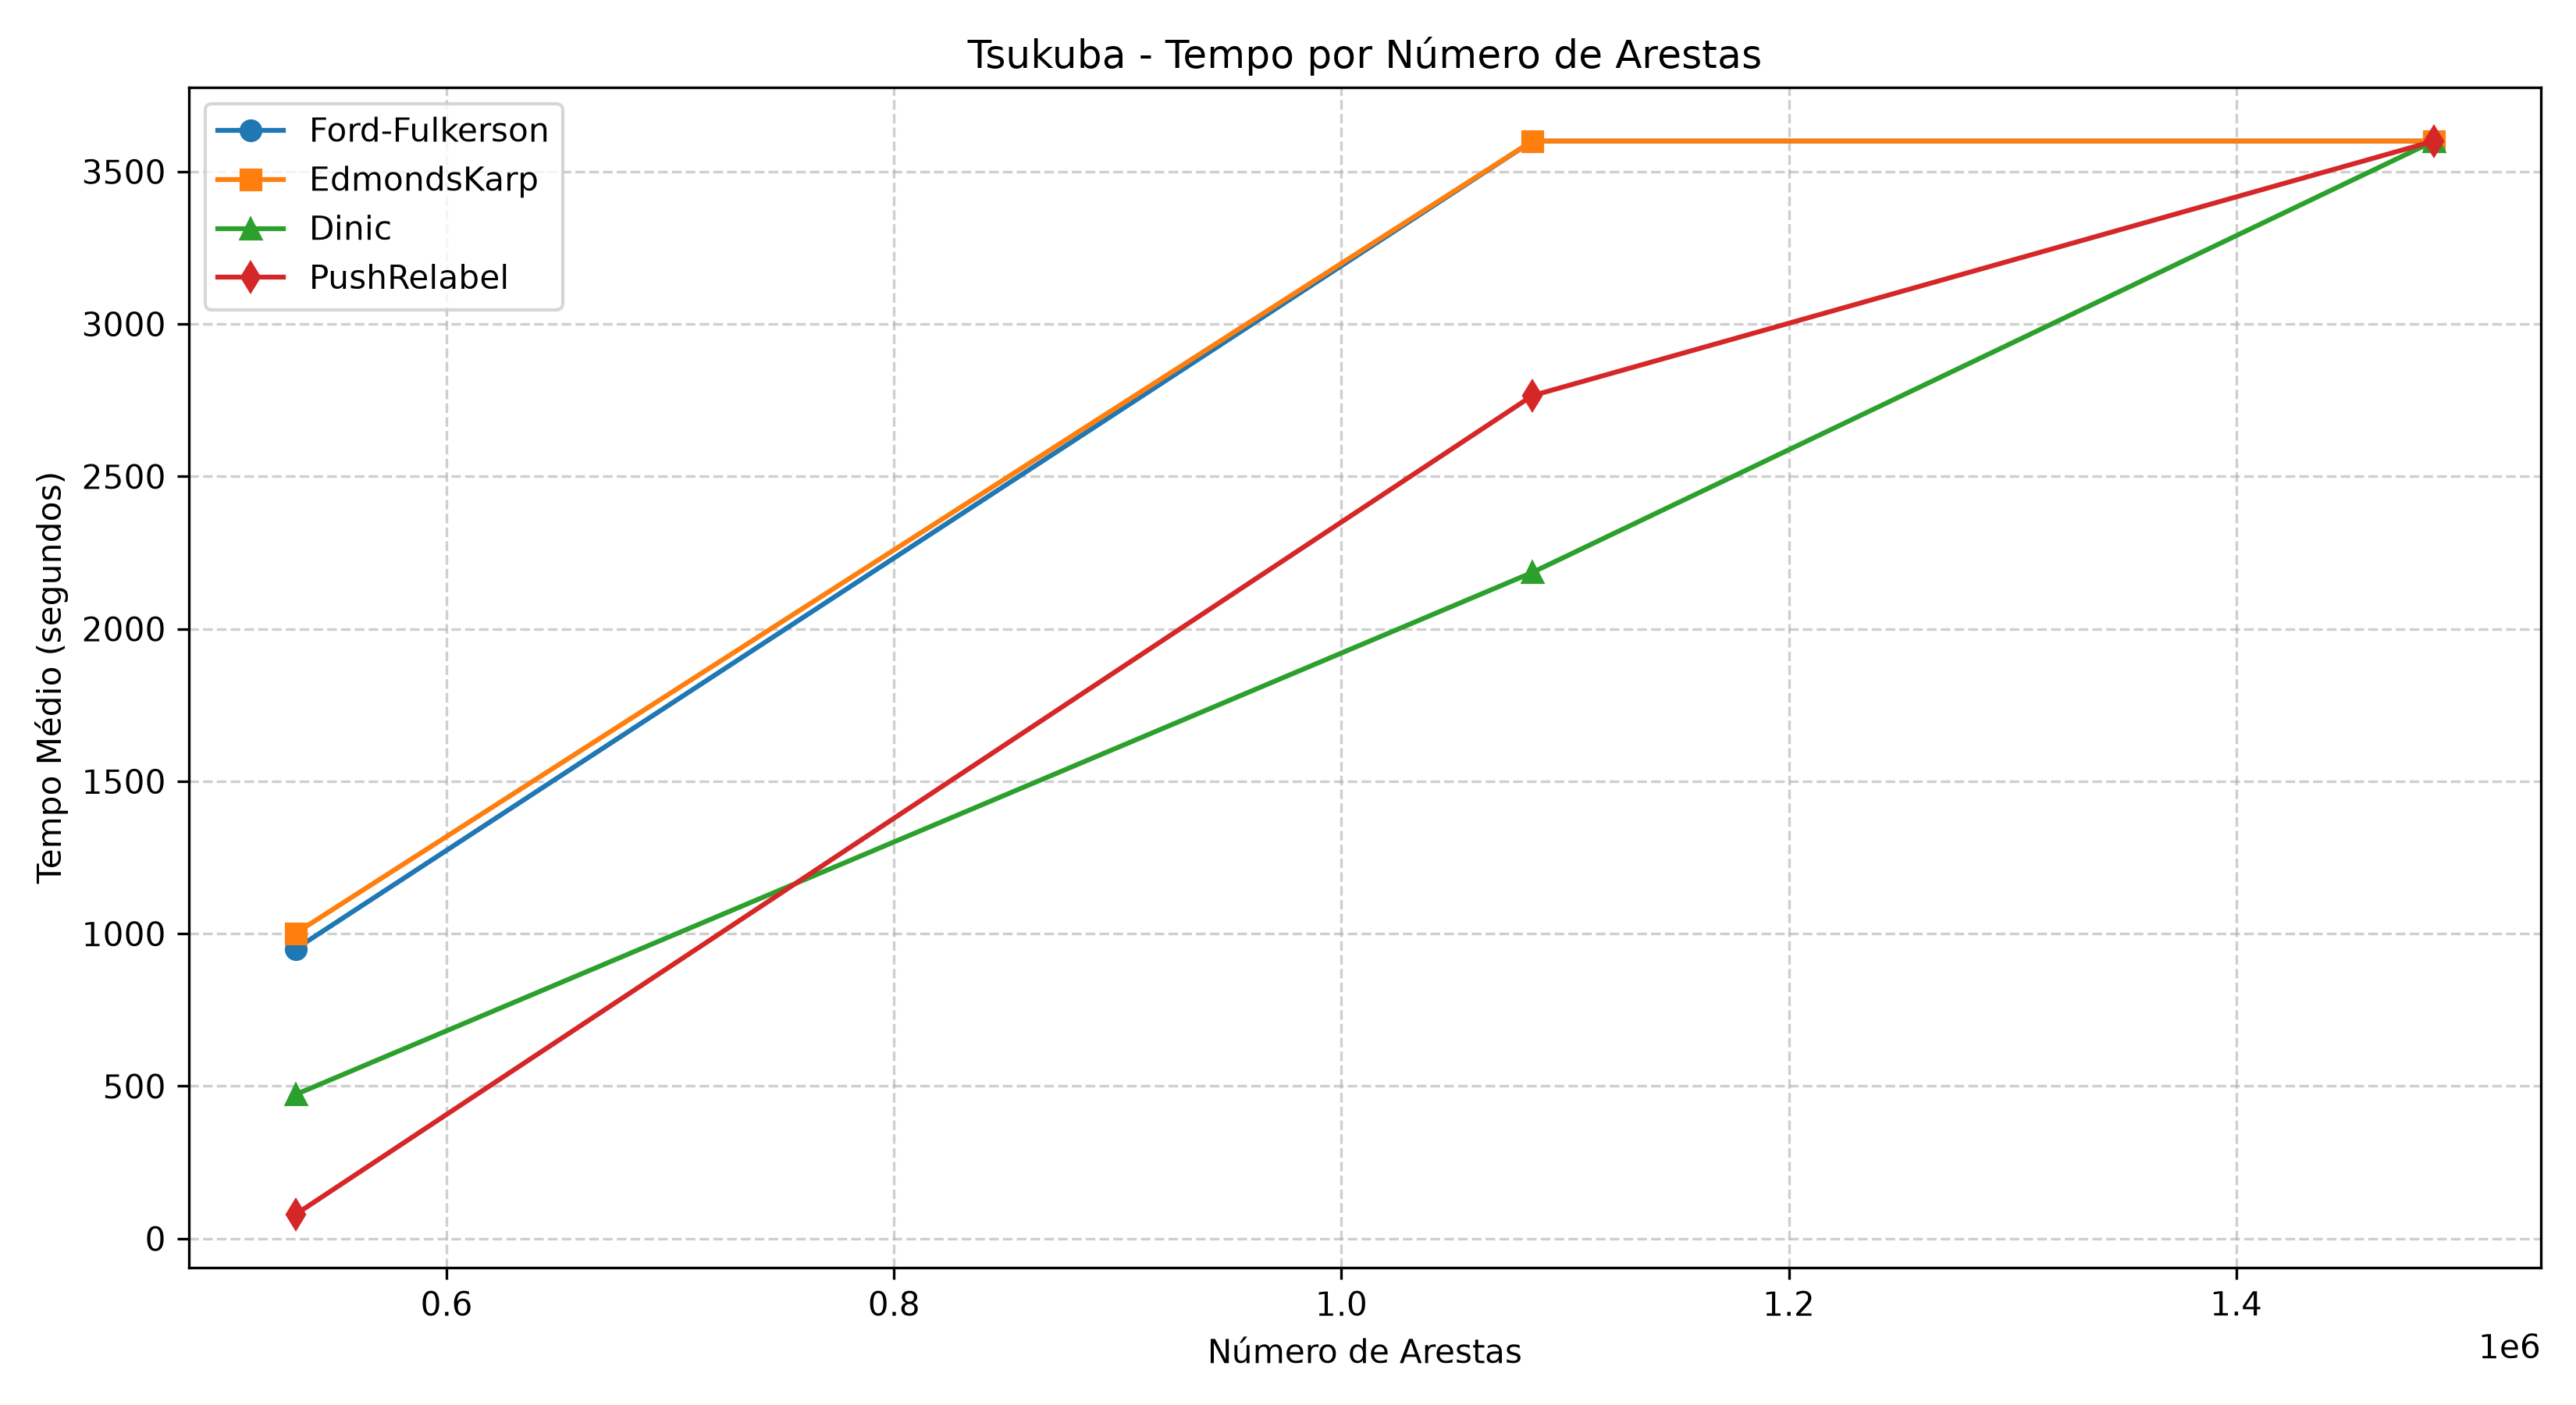 Tsukuba - Tempo por Número de Arestas
Ford-Fulkerson
EdmondsKarp
Dinic
PushRelabel
Tempo Médio (segundos)
3500
3000
2500
2000
1500
1000
500
0
0.6 0.8 1.0 1.2 1.4
1e6
Número de Arestas